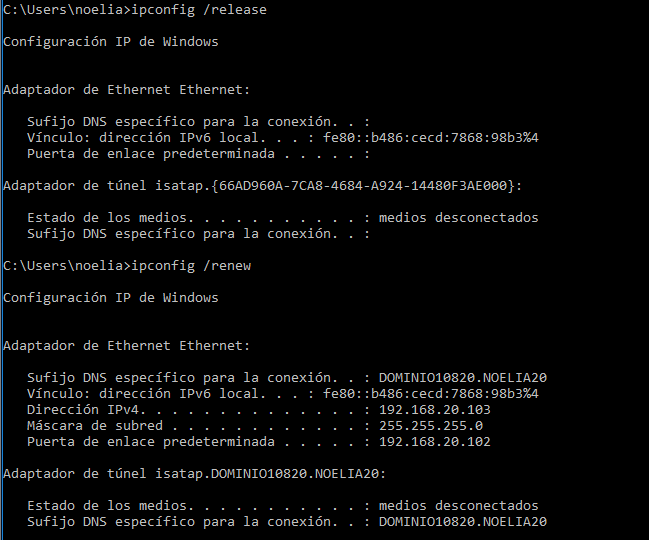 C:\Users\noelia>ipconfig /release
Configuración IP de Windows
Adaptador de Ethernet Ethernet:
Sufijo DNS específico para la conexión. . :
Vínculo: dirección IPv6 local. . . : fe80::b486:cecd:7868:98b3%4
Puerta de enlace predeterminada . . . . . :
Adaptador de túnel isatap.{66AD960A-7CA8-4684-A924-14480F3AE000}:
Estado de los medios. . . . . . . . . . . : medios desconectados
Sufijo DNS específico para la conexión. . :
C:\Users\noelia>ipconfig /renew
Configuración IP de Windows
Adaptador de Ethernet Ethernet:
Sufijo DNS específico para la conexión. . : DOMINIO10820.NOELIA20
Vínculo: dirección IPv6 local. . . : fe80::b486:cecd:7868:98b3%4
Dirección IPv4. . . . . . . . . . . . . . : 192.168.20.103
Máscara de subred . . . . . . . . . . . . : 255.255.255.0
Puerta de enlace predeterminada . . . . . : 192.168.20.102
Adaptador de túnel isatap.DOMINIO10820.NOELIA20:
Estado de los medios. . . . . . . . . . . : medios desconectados
Sufijo DNS específico para la conexión. . : DOMINIO10820.NOELIA20